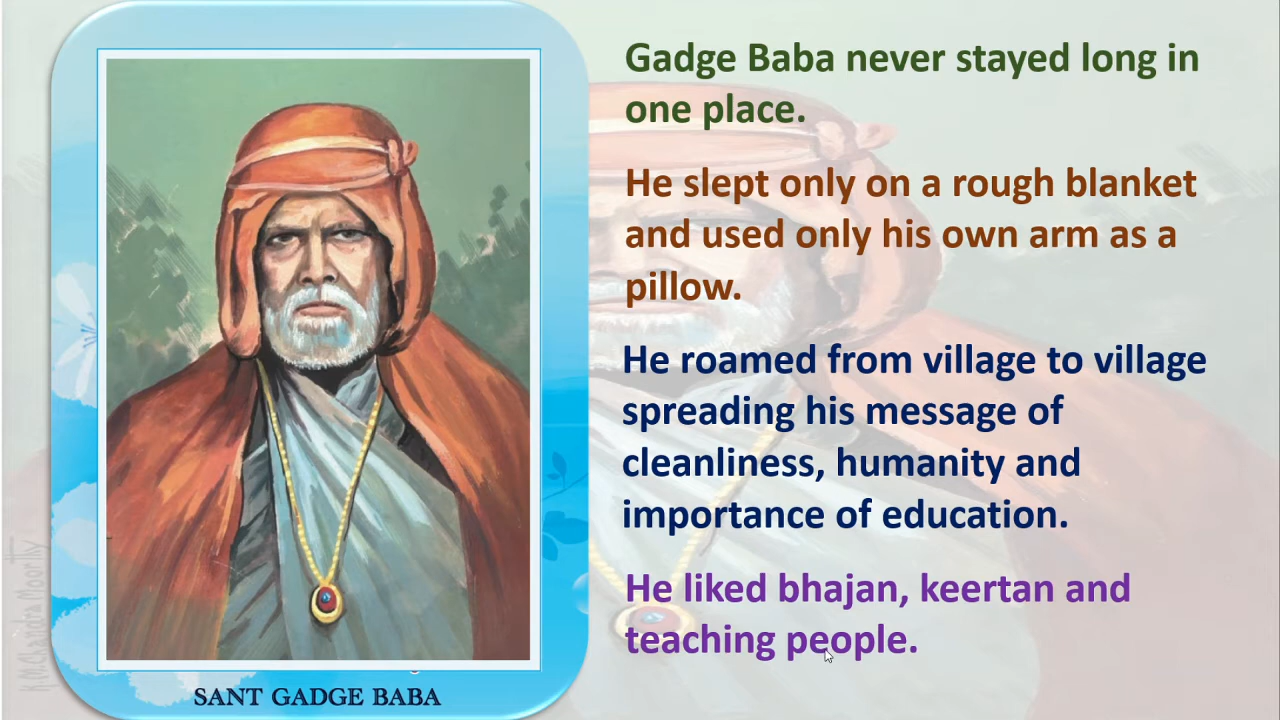 Gadge Baba never stayed long in
one place.
He slept only on a rough blanket
and used only his own arm as a
pillow.
He roamed from village to village
spreading his message of
cleanliness, humanity and
importance of education.
He liked bhajan, keertan and
teaching people.
SANT GADGE BABA